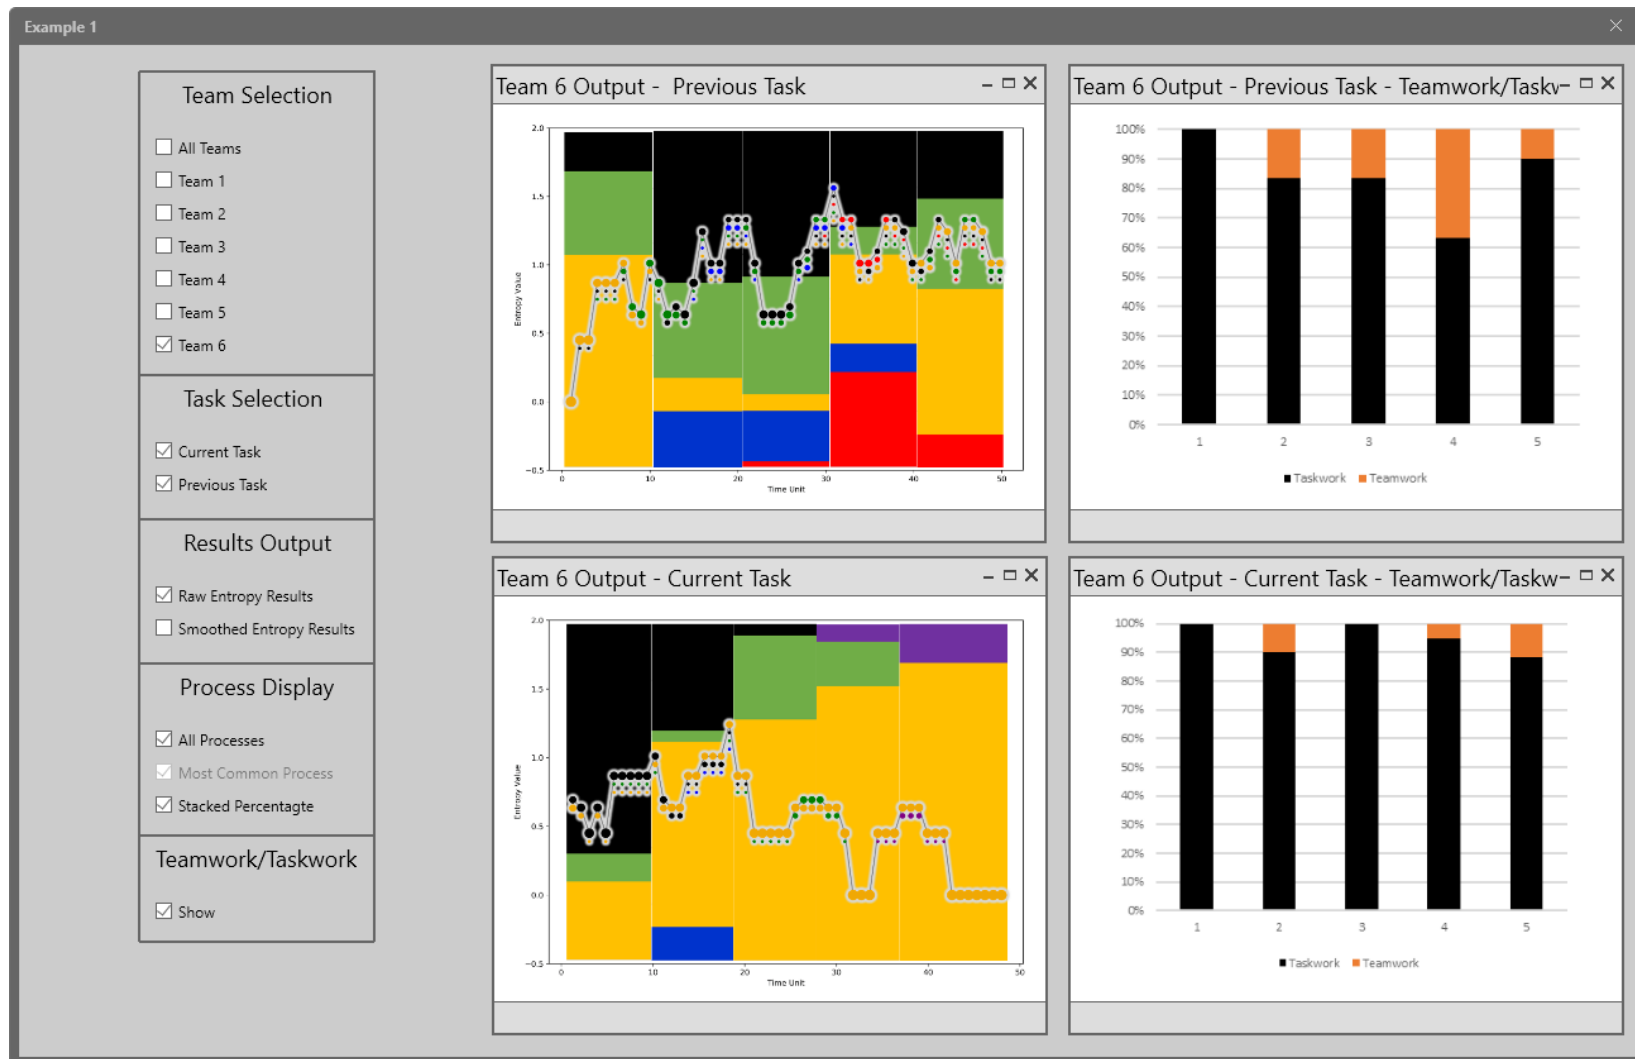 Example 1
Team Selection
All Teams
Team 1
Team 2
Team 3
Team 4
Team 5
Team 6
Task Selection
Current Task
Previous Task
Results Output
Raw Entropy Results
Smoothed Entropy Results
Process Display
All Processes
Most Common Process
Stacked Percentagte
Teamwork/Taskwork
Show
Team 6 Output -  Previous Task
2.0
1.5
1.0
0.5
0.0
−0.5
Entropy Value
0 10 20 30 40 50
Time Unit
Team 6 Output - Previous Task - Teamwork/Taskv
100%
90%
80%
70%
60%
50%
40%
30%
20%
10%
0%
1 2 3 4 5
Taskwork Teamwork
Team 6 Output - Current Task
2.0
1.5
1.0
0.5
0.0
−0.5
Entropy Value
0 10 20 30 40 50
Time Unit
Team 6 Output - Current Task - Teamwork/Taskw
100%
90%
80%
70%
60%
50%
40%
30%
20%
10%
0%
1 2 3 4 5
Taskwork Teamwork